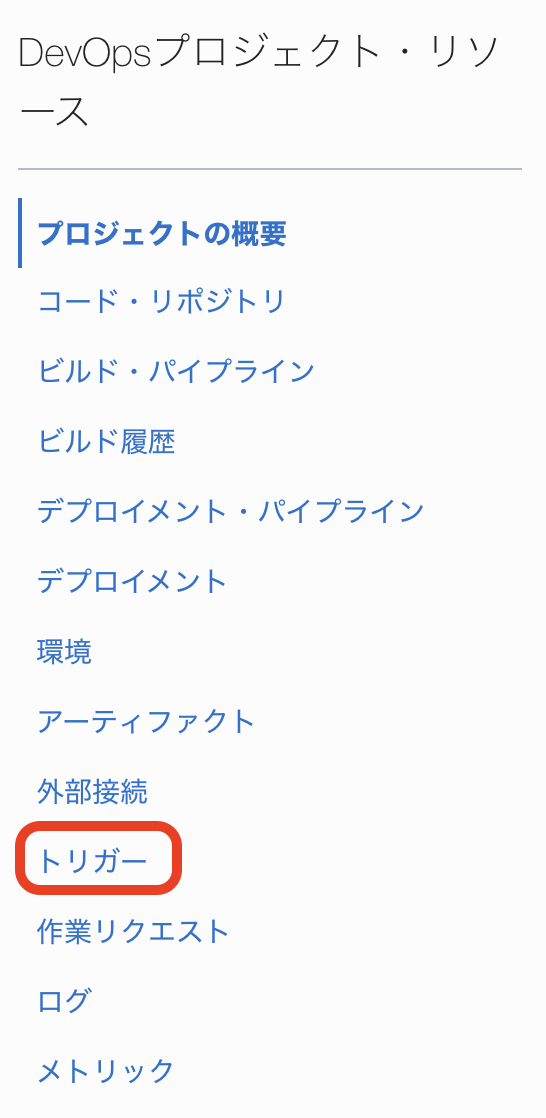 DevOpsプロジェクト・リソ
ース
プロジェクトの概要
コード・リポジトリ
ビルド・パイプライン
ビルド履歴
デプロイメント・パイプライン
デプロイメント
環境
アーティファクト
外部接続
トリガー
作業リクエスト
ログ
メトリック